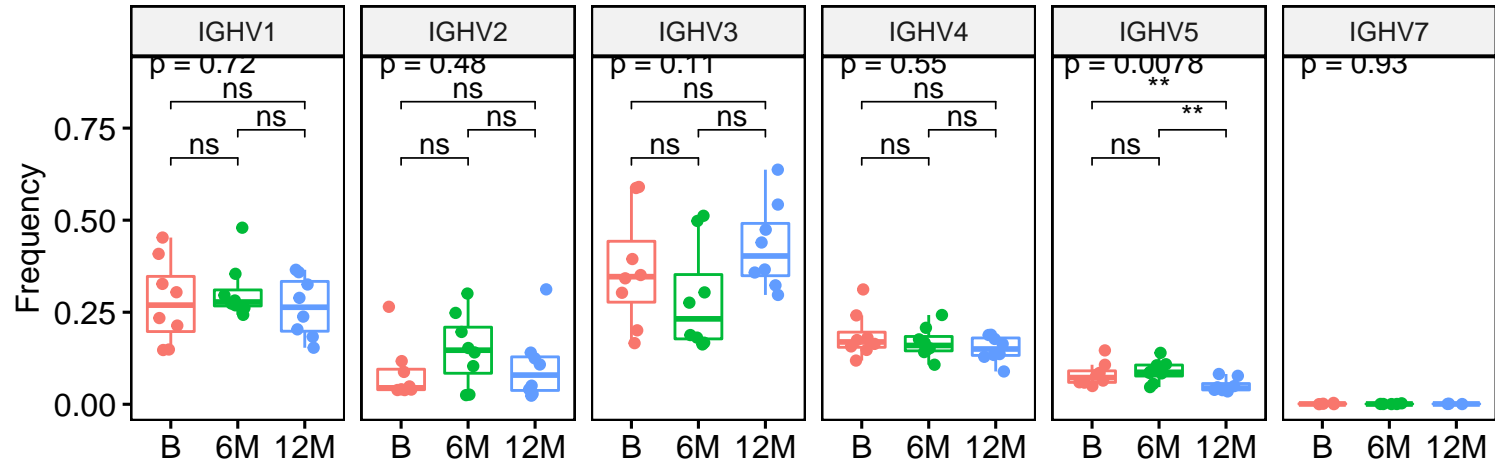 IGHV1 IGHV2 IGHV3 IGHV4 IGHV5 IGHV7
p = 0.72 p = 0.48 p = 0.11 p = 0.55 p = 0.0078 p = 0.93
ns ns ns ns **
ns ns ns ns **
ns ns ns ns ns
Frequency
0.75
0.50
0.25
0.00
B 6M 12M B 6M 12M B 6M 12M B 6M 12M B 6M 12M B 6M 12M